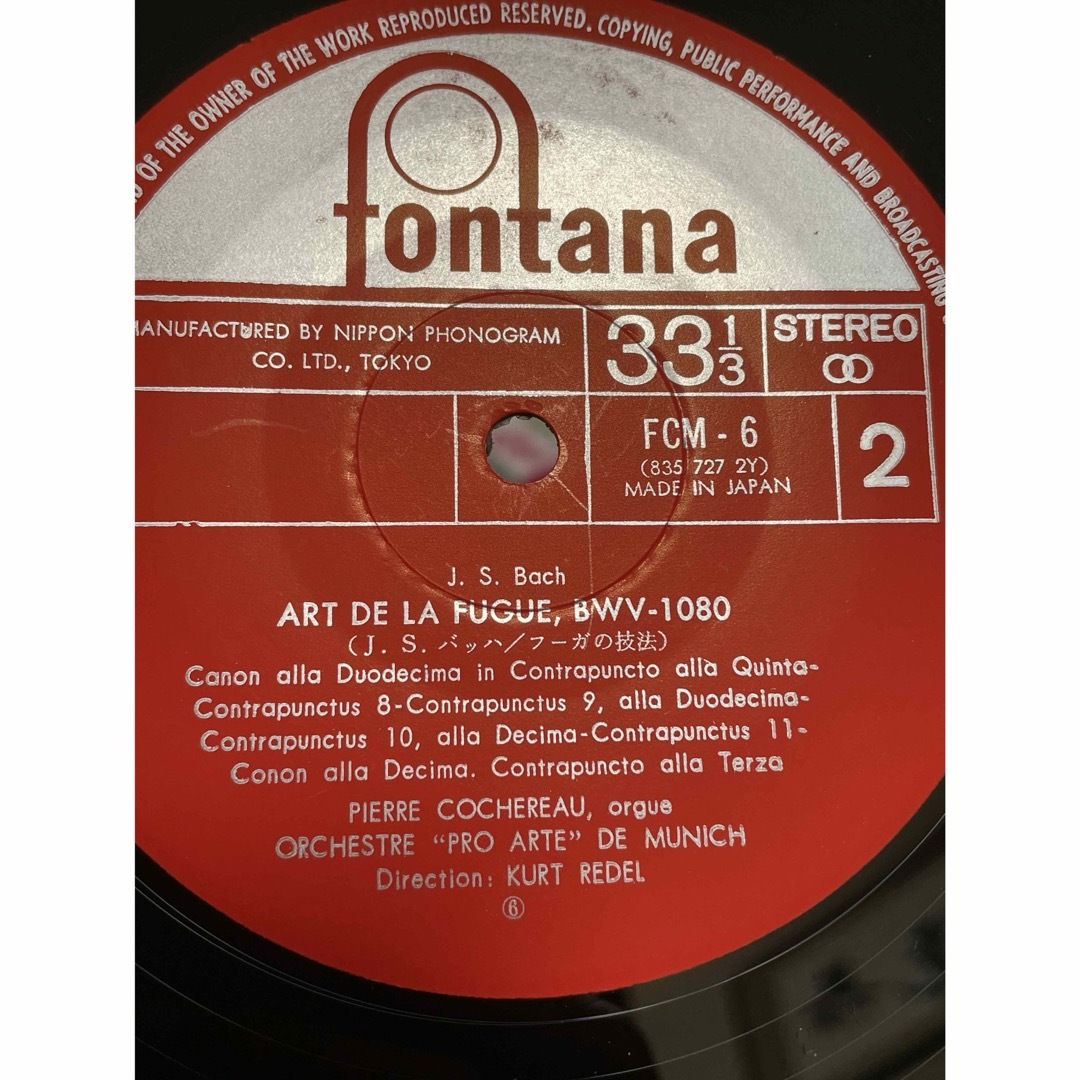 OF THE OWNER OF THE WORK REPRODUCED RESERVED. COPYING, PUBLIC PERFORMANCE AND BROADCASTING
fontana
MANUFACTURED BY NIPPON PHONOGRAM
CO. LTD., TOKYO
33 1/3
STEREO
FCM - 6
(835 727 2Y)
MADE IN JAPAN
2
J. S. Bach
ART DE LA FUGUE, BWV-1080
(J. S. バッハ/フーガの技法)
Canon alla Duodecima in Contrapuncto alla Quinta-
Contrapunctus 8-Contrapunctus 9, alla Duodecima-
Contrapunctus 10, alla Decima-Contrapunctus 11-
Conon alla Decima. Contrapuncto alla Terza
PIERRE COCHEREAU, orgue
ORCHESTRE "PRO ARTE" DE MUNICH
Direction: KURT REDEL
⑥